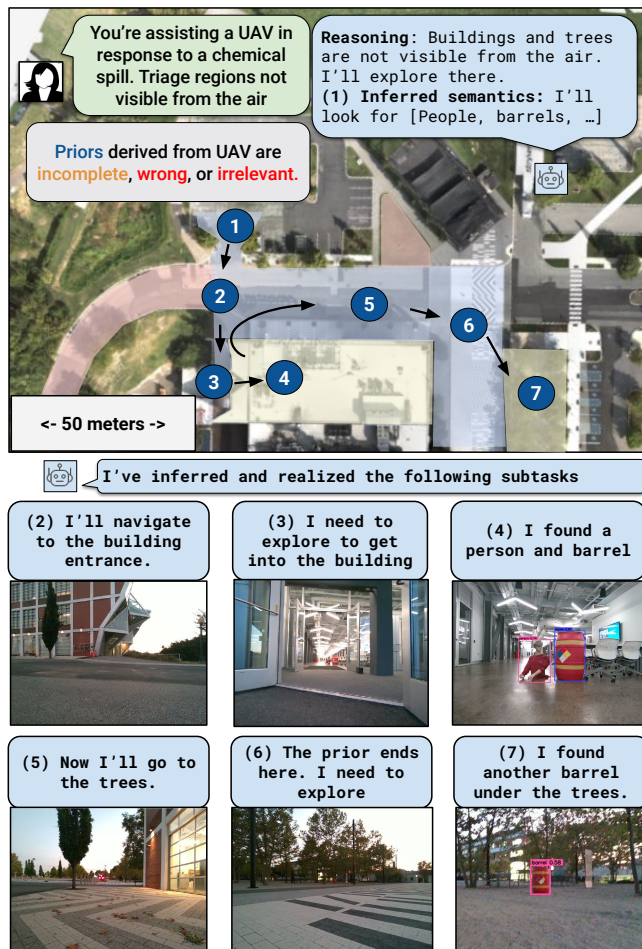 You're assisting a UAV in
response to a chemical
spill. Triage regions not
visible from the air
Reasoning: Buildings and trees
are not visible from the air.
I'll explore there.
(1) Inferred semantics: I'll
look for [People, barrels, …]
Priors derived from UAV are
incomplete, wrong, or irrelevant.
1
2
3
4
5
6
7
<- 50 meters ->
I've inferred and realized the following subtasks
(2) I'll navigate
to the building
entrance.
(3) I need to
explore to get
into the building
(4) I found a
person and barrel
(5) Now I'll go to
the trees.
(6) The prior ends
here. I need to
explore
(7) I found
another barrel
under the trees.
barrel 0.58